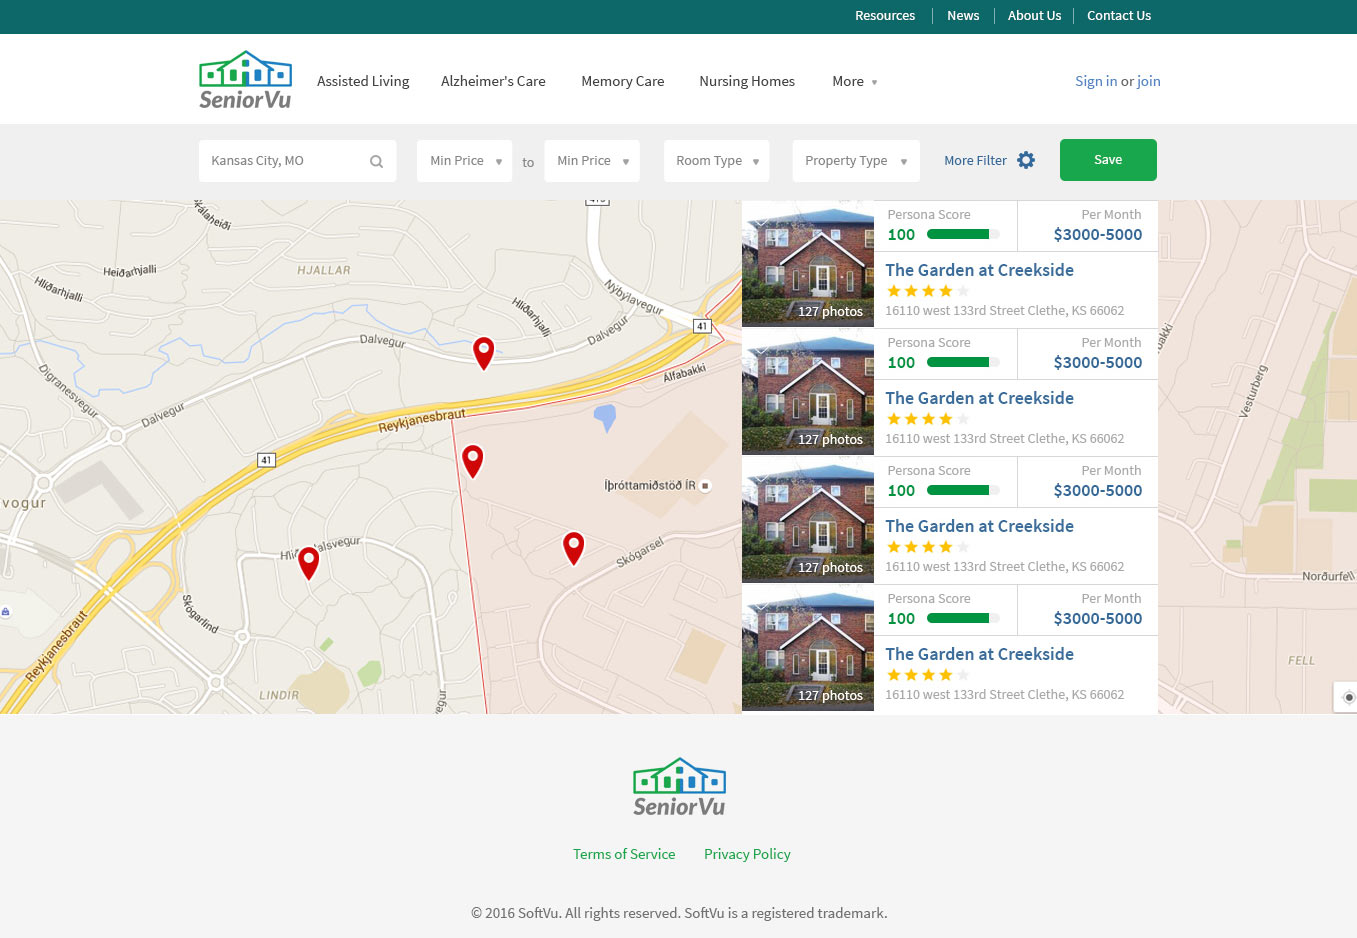 Resources
News
About Us
Contact Us
SeniorVu
Assisted Living
Alzheimer's Care
Memory Care
Nursing Homes
More
Sign in or join
Kansas City, MO
Min Price
to
Min Price
Room Type
Property Type
More Filter
Save
Heiðarhjalli
Hlíðarhjalli
HJALLAR
Nýbýlavegur
Hlíðarhjalli
Dalvegur
Dalvegur
41
Álfabakki
Digranesvegur
Dalvegur
Reykjanesbraut
41
vogur
Íþróttamiðstöð ÍR
Skógarsel
Skógarlind
Reykjanesbraut
LINDIR
Vesturberg
Norðurfell
FELL
127 photos
Persona Score
100
Per Month
$3000-5000
The Garden at Creekside
16110 west 133rd Street Clethe, KS 66062
127 photos
Persona Score
100
Per Month
$3000-5000
The Garden at Creekside
16110 west 133rd Street Clethe, KS 66062
127 photos
Persona Score
100
Per Month
$3000-5000
The Garden at Creekside
16110 west 133rd Street Clethe, KS 66062
127 photos
Persona Score
100
Per Month
$3000-5000
The Garden at Creekside
16110 west 133rd Street Clethe, KS 66062
SeniorVu
Terms of Service
Privacy Policy
© 2016 SoftVu. All rights reserved. SoftVu is a registered trademark.